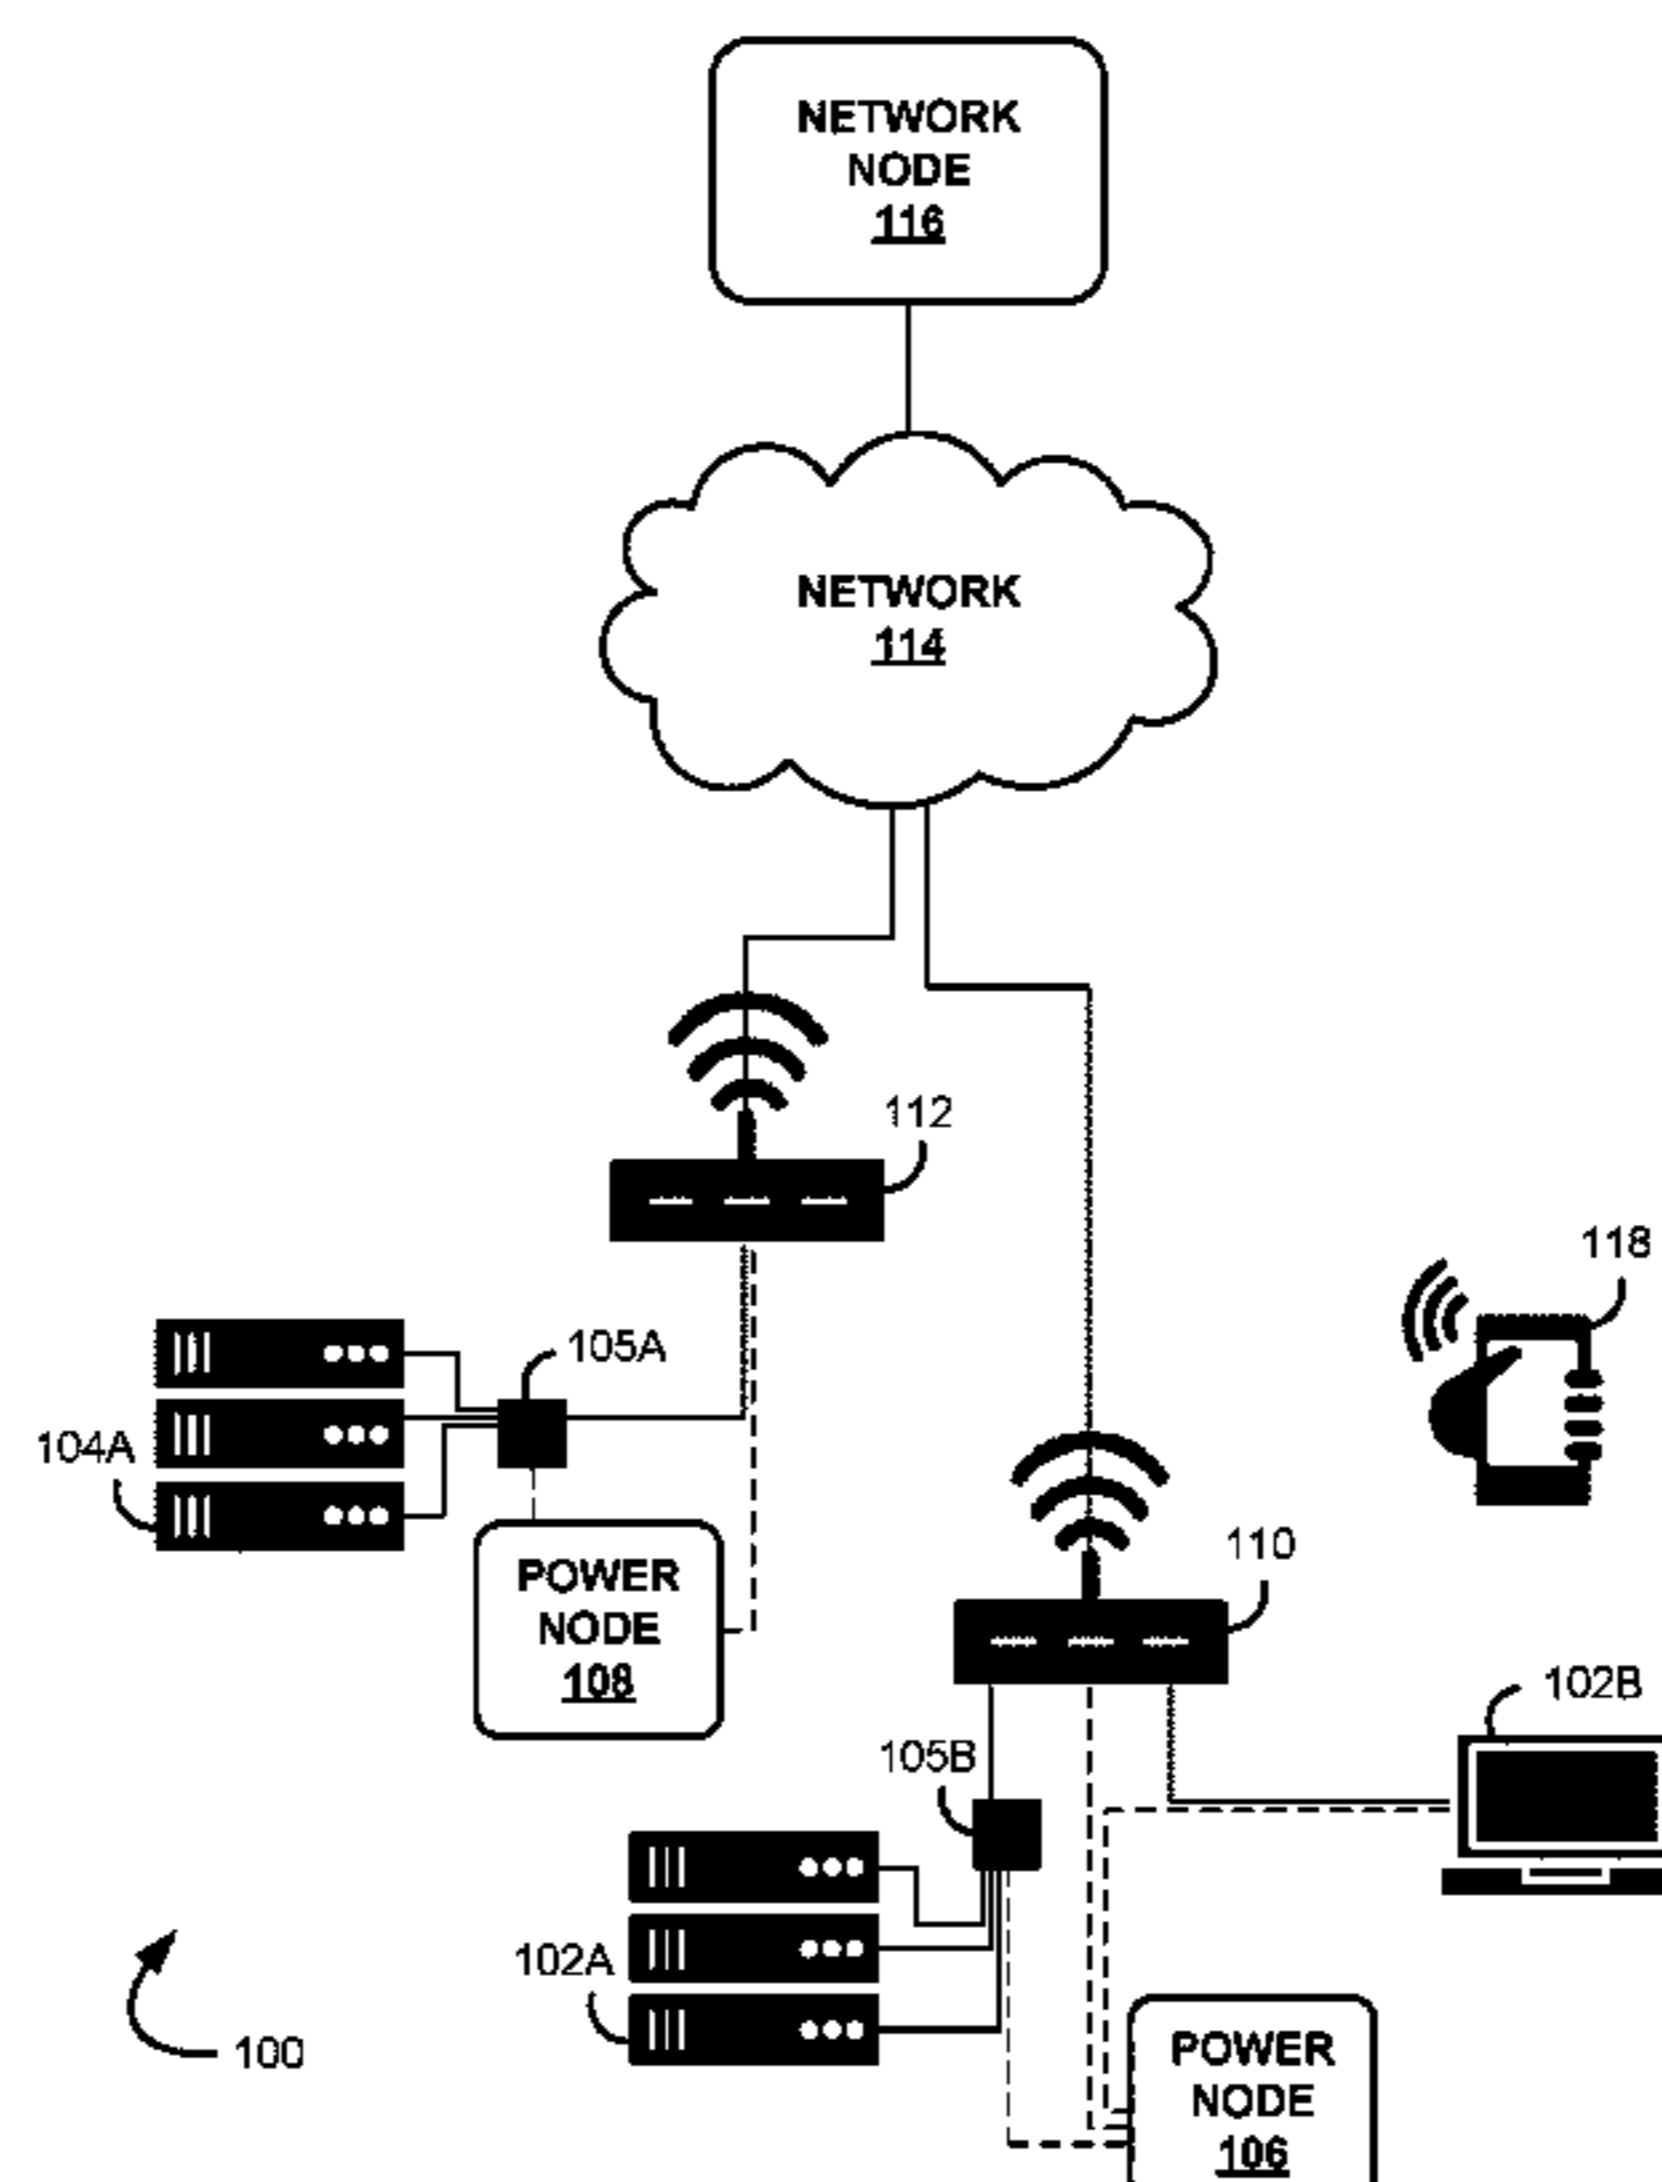 NETWORK
NODE
116
NETWORK
114
112
118
105A
104A
110
POWER
NODE
108
102B
105B
102A
100
POWER
NODE
106